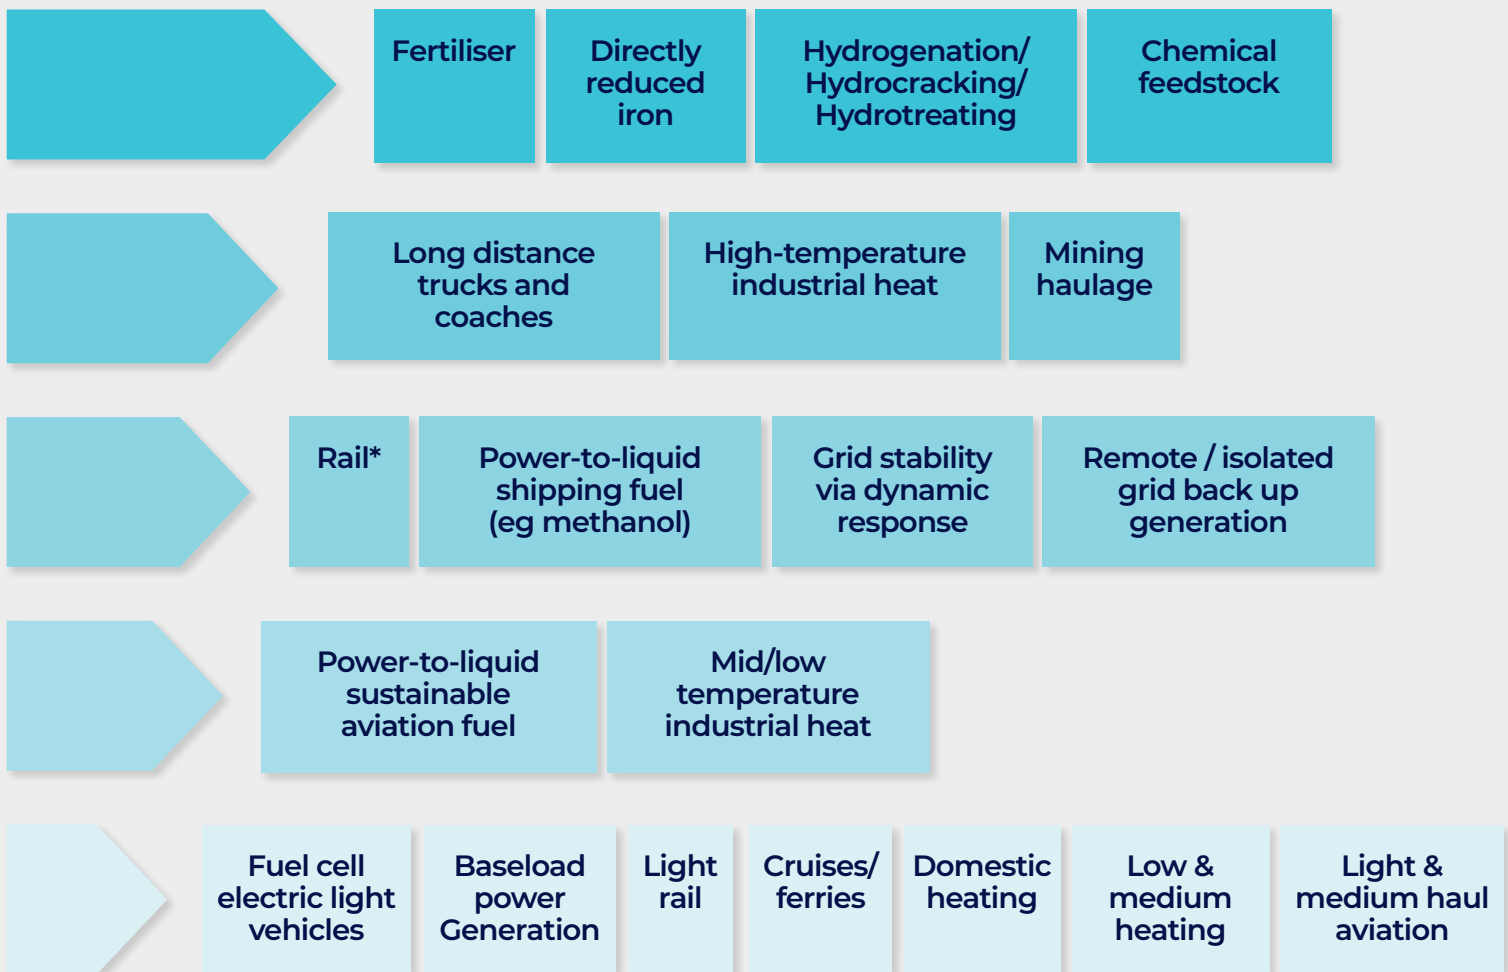 Fertiliser
Directly
reduced
iron
Hydrogenation/
Hydrocracking/
Hydrotreating
Chemical
feedstock
Long distance
trucks and
coaches
High-temperature
industrial heat
Mining
haulage
Rail*
Power-to-liquid
shipping fuel
(eg methanol)
Grid stability
via dynamic
response
Remote / isolated
grid back up
generation
Power-to-liquid
sustainable
aviation fuel
Mid/low
temperature
industrial heat
Fuel cell
electric light
vehicles
Baseload
power
Generation
Light
rail
Cruises/
ferries
Domestic
heating
Low &
medium
heating
Light &
medium haul
aviation